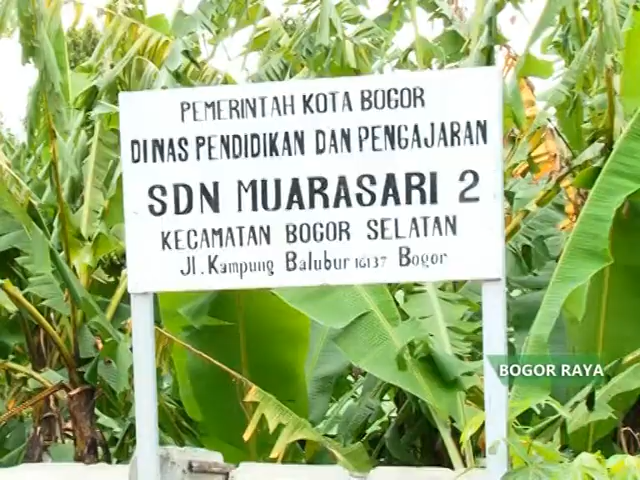 PEMERINTAH KOTA BOGOR
DINAS PENDIDIKAN DAN PENGAJARAN
SDN MUARASARI 2
KECAMATAN BOGOR SELATAN
Jl. Kampung Balubur 16137 Bogor
BOGOR RAYA